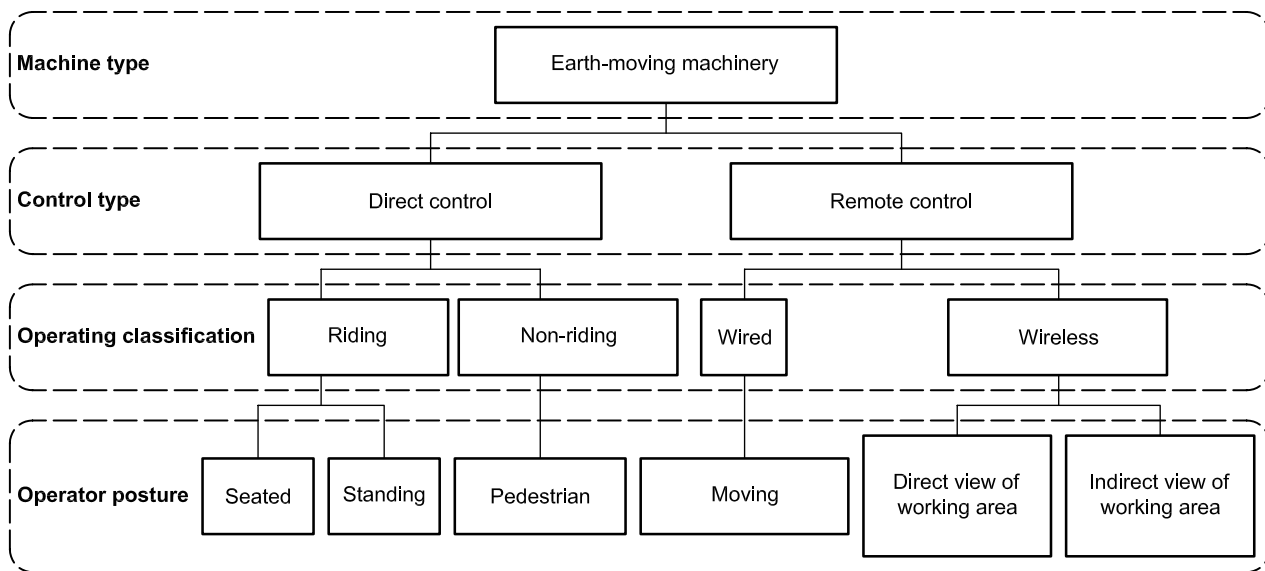 Machine type
Earth-moving machinery
Control type
Direct control
Remote control
Operating classification
Riding
Non-riding
Wired
Wireless
Operator posture
Seated
Standing
Pedestrian
Moving
Direct view of
working area
Indirect view of
working area